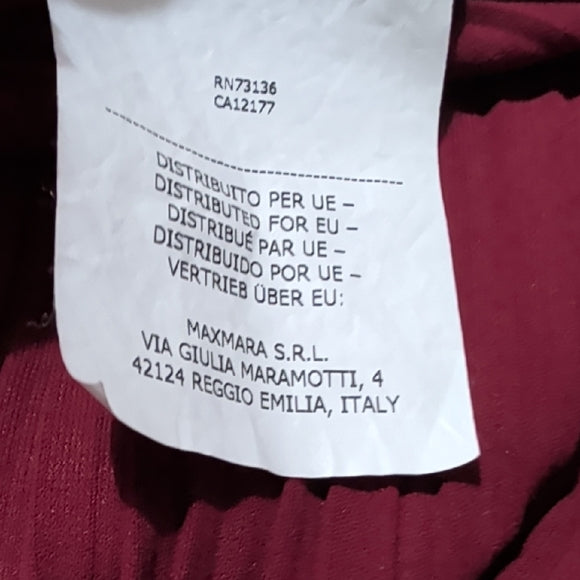 RN73136
CA12177
DISTRIBUITO PER UE –
DISTRIBUTED FOR EU –
DISTRIBUÉ PAR UE –
DISTRIBUIDO POR UE –
VERTRIEB ÜBER EU:
MAXMARA S.R.L.
VIA GIULIA MARAMOTTI, 4
42124 REGGIO EMILIA, ITALY